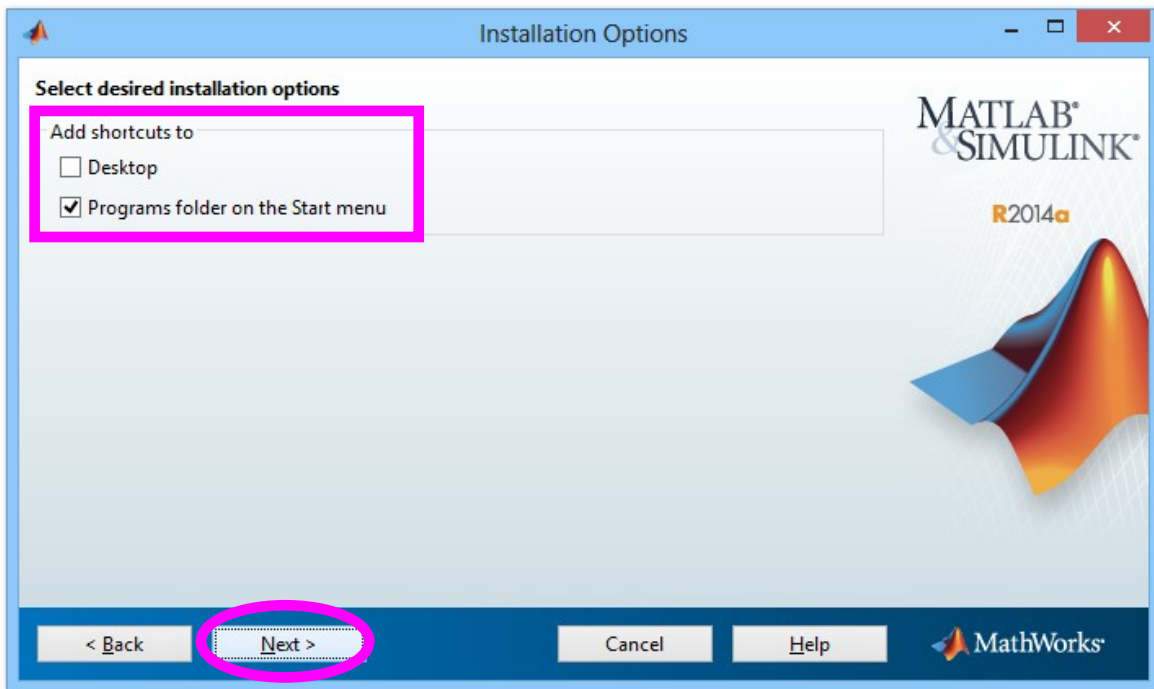 Installation Options
Select desired installation options
Add shortcuts to
Desktop
Programs folder on the Start menu
MATLAB®
&SIMULINK®
R2014a
< Back
Next >
Cancel
Help
MathWorks®